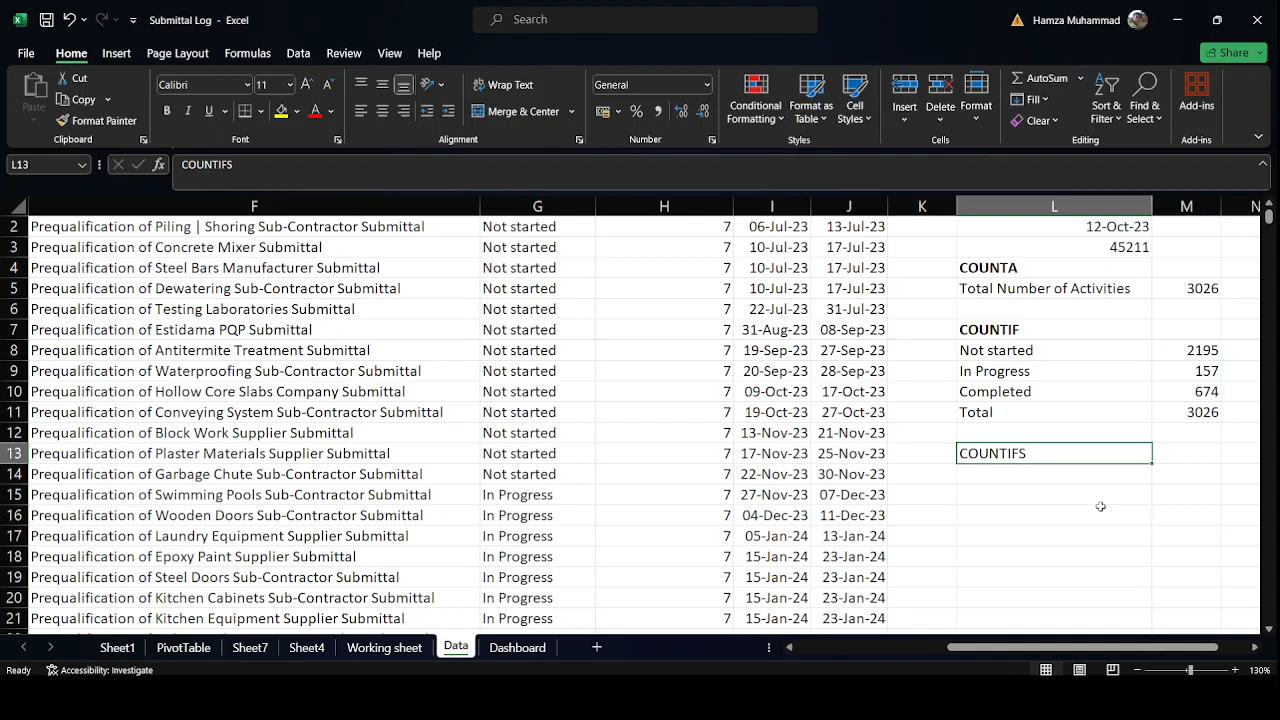 Submittal Log - Excel
Search
Hamza Muhammad
File Home Insert Page Layout Formulas Data Review View Help
Share
Paste
Cut
Copy
Format Painter
Clipboard
Calibri 11
B I U
Font
Wrap Text
Merge & Center
Alignment
General
Number
Conditional Formatting
Format as Table
Cell Styles
Styles
Insert
Delete
Format
Cells
AutoSum
Fill
Clear
Sort & Filter
Find & Select
Editing
Add-ins
Add-ins
L13 fx COUNTIFS
F G H I J K L M N
2 Prequalification of Piling | Shoring Sub-Contractor Submittal Not started 7 06-Jul-23 13-Jul-23 12-Oct-23
3 Prequalification of Concrete Mixer Submittal Not started 7 10-Jul-23 17-Jul-23 45211
4 Prequalification of Steel Bars Manufacturer Submittal Not started 7 10-Jul-23 17-Jul-23 COUNTA
5 Prequalification of Dewatering Sub-Contractor Submittal Not started 7 10-Jul-23 17-Jul-23 Total Number of Activities 3026
6 Prequalification of Testing Laboratories Submittal Not started 7 22-Jul-23 31-Jul-23
7 Prequalification of Estidama PQP Submittal Not started 7 31-Aug-23 08-Sep-23 COUNTIF
8 Prequalification of Antitermite Treatment Submittal Not started 7 19-Sep-23 27-Sep-23 Not started 2195
9 Prequalification of Waterproofing Sub-Contractor Submittal Not started 7 20-Sep-23 28-Sep-23 In Progress 157
10 Prequalification of Hollow Core Slabs Company Submittal Not started 7 09-Oct-23 17-Oct-23 Completed 674
11 Prequalification of Conveying System Sub-Contractor Submittal Not started 7 19-Oct-23 27-Oct-23 Total 3026
12 Prequalification of Block Work Supplier Submittal Not started 7 13-Nov-23 21-Nov-23
13 Prequalification of Plaster Materials Supplier Submittal Not started 7 17-Nov-23 25-Nov-23 COUNTIFS
14 Prequalification of Garbage Chute Sub-Contractor Submittal Not started 7 22-Nov-23 30-Nov-23
15 Prequalification of Swimming Pools Sub-Contractor Submittal In Progress 7 27-Nov-23 07-Dec-23
16 Prequalification of Wooden Doors Sub-Contractor Submittal In Progress 7 04-Dec-23 11-Dec-23
17 Prequalification of Laundry Equipment Supplier Submittal In Progress 7 05-Jan-24 13-Jan-24
18 Prequalification of Epoxy Paint Supplier Submittal In Progress 7 15-Jan-24 23-Jan-24
19 Prequalification of Steel Doors Sub-Contractor Submittal In Progress 7 15-Jan-24 23-Jan-24
20 Prequalification of Kitchen Cabinets Sub-Contractor Submittal In Progress 7 15-Jan-24 23-Jan-24
21 Prequalification of Kitchen Equipment Supplier Submittal In Progress 7 15-Jan-24 23-Jan-24
Sheet1 PivotTable Sheet7 Sheet4 Working sheet Data Dashboard
Ready Accessibility: Investigate 130%